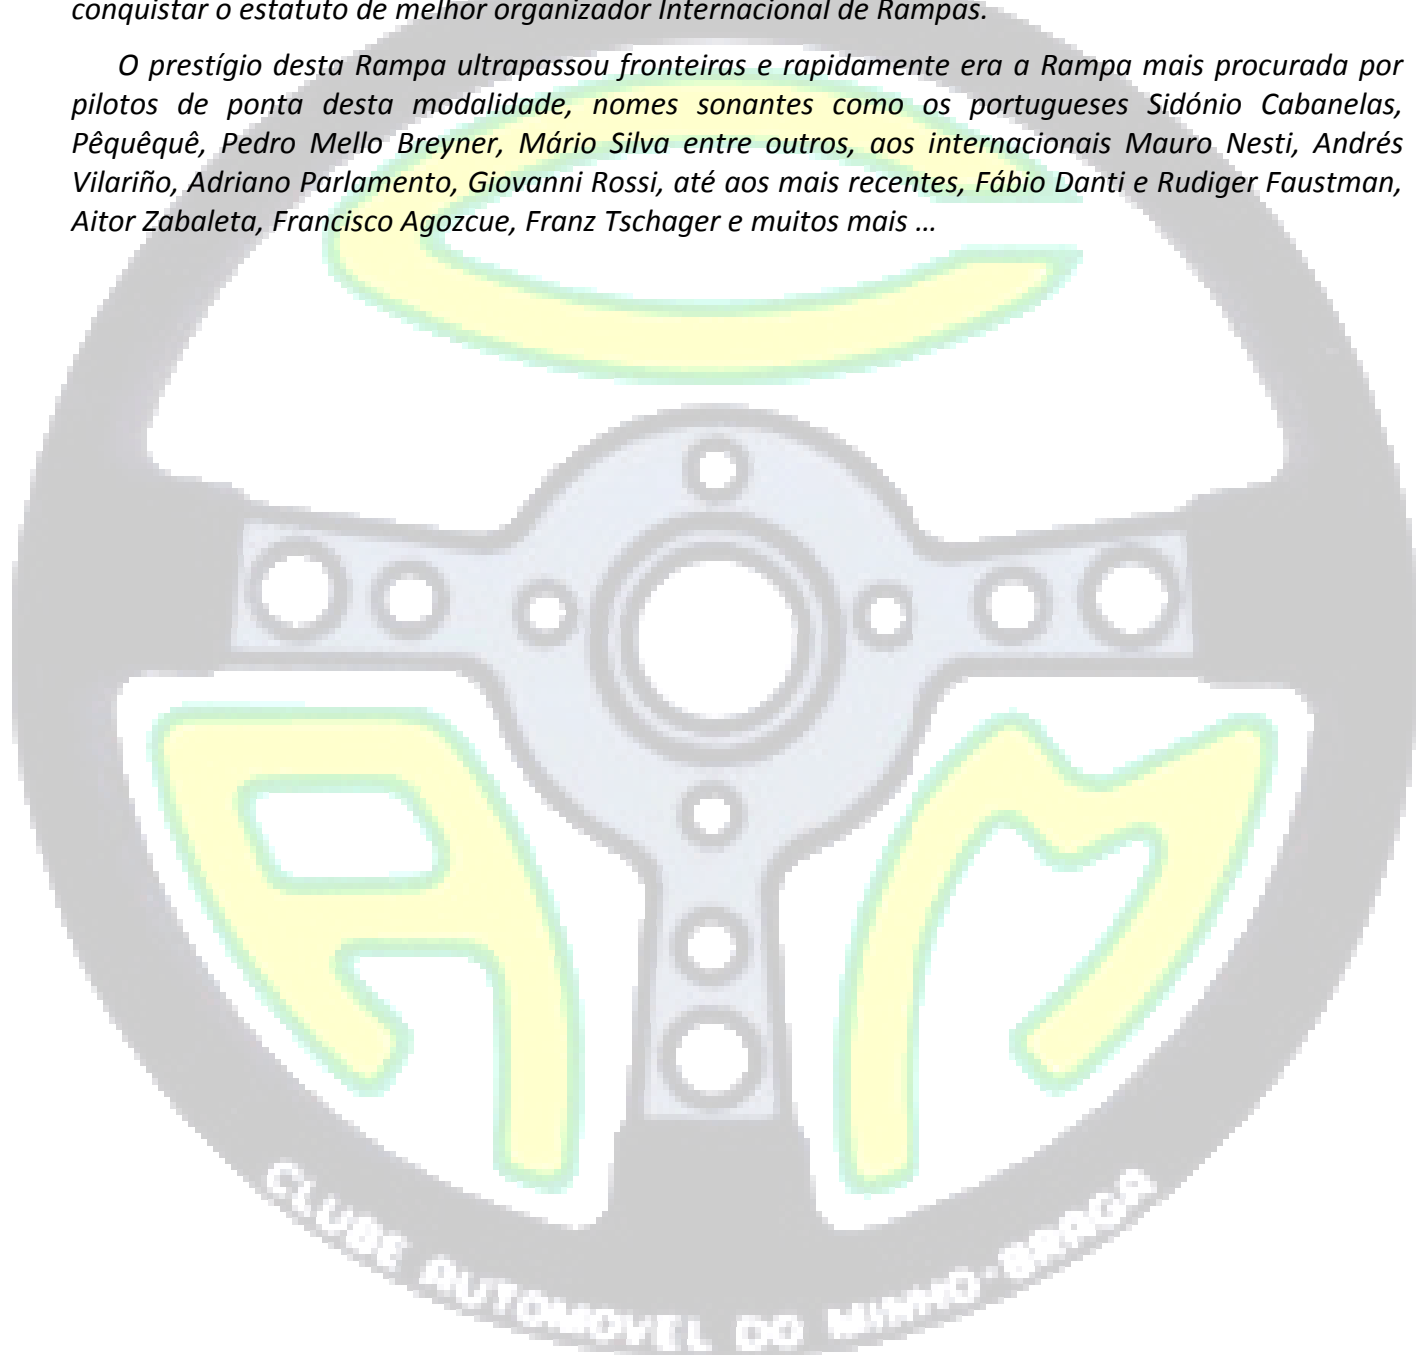 conquistar o estatuto de melhor organizador Internacional de Rampas.
O prestígio desta Rampa ultrapassou fronteiras e rapidamente era a Rampa mais procurada por
pilotos de ponta desta modalidade, nomes sonantes como os portugueses Sidónio Cabanelas,
Pêquêquê, Pedro Mello Breyner, Mário Silva entre outros, aos internacionais Mauro Nesti, Andrés
Vilariño, Adriano Parlamento, Giovanni Rossi, até aos mais recentes, Fábio Danti e Rudiger Faustman,
Aitor Zabaleta, Francisco Agozcue, Franz Tschager e muitos mais ...
C
A M
CLUBE AUTOMOVEL DO MINHO-BRAGA